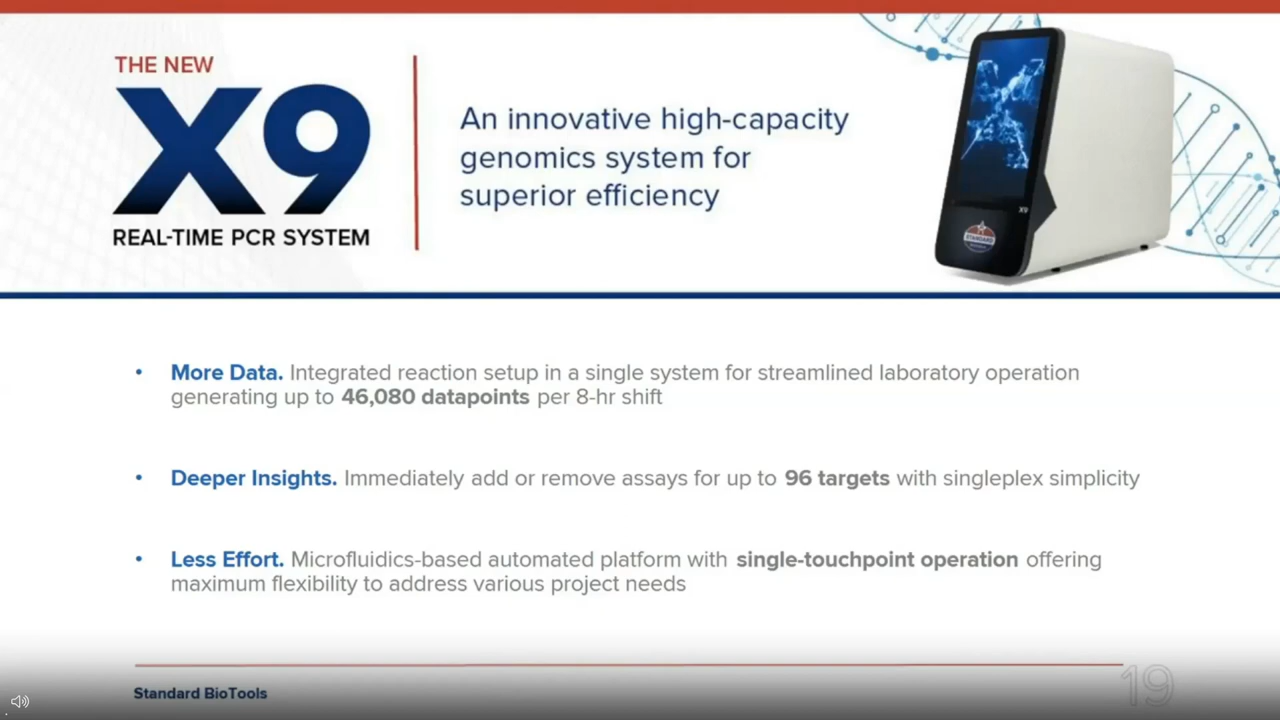 THE NEW
X9
REAL-TIME PCR SYSTEM
An innovative high-capacity
genomics system for
superior efficiency
X9
STANDARD
• More Data. Integrated reaction setup in a single system for streamlined laboratory operation
generating up to 46,080 datapoints per 8-hr shift
• Deeper Insights. Immediately add or remove assays for up to 96 targets with singleplex simplicity
• Less Effort. Microfluidics-based automated platform with single-touchpoint operation offering
maximum flexibility to address various project needs
Standard BioTools
19